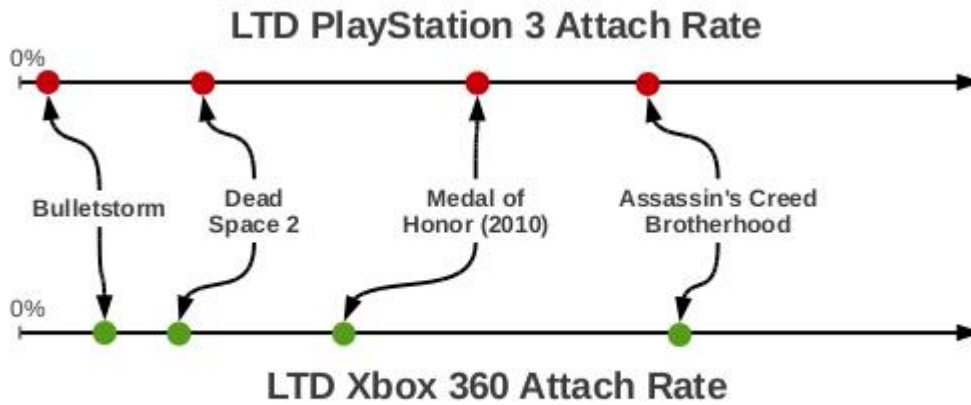 LTD PlayStation 3 Attach Rate
0%
Bulletstorm
Dead
Space 2
Medal of
Honor (2010)
Assassin's Creed
Brotherhood
0%
LTD Xbox 360 Attach Rate